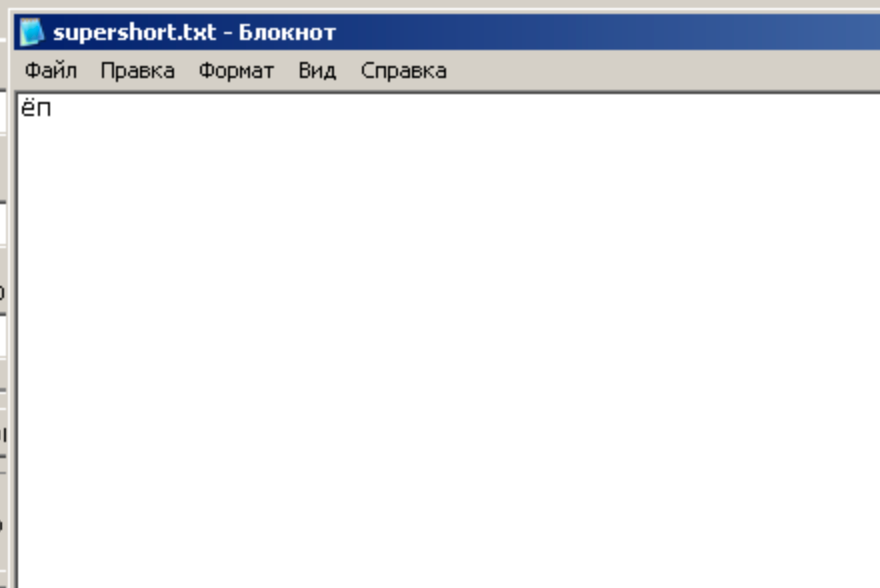 supershort.txt - Блокнот
Файл Правка Формат Вид Справка
ёп